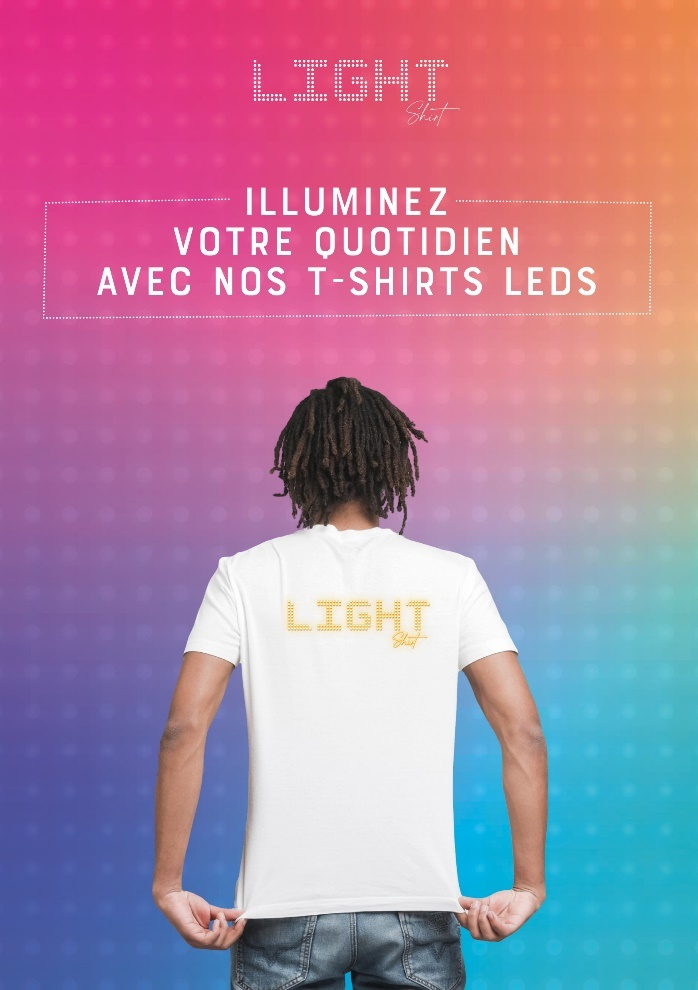 LIGHT
Shirt
ILLUMINEZ
VOTRE QUOTIDIEN
AVEC NOS T-SHIRTS LEDS
LIGHT
Shirt